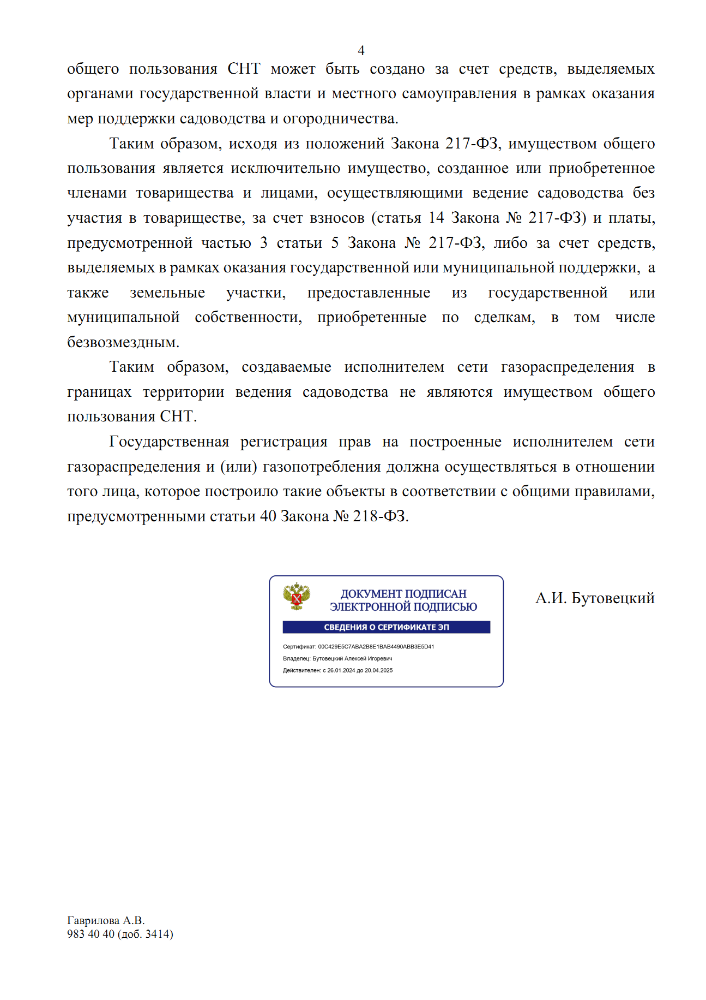 4
общего пользования СНТ может быть создано за счет средств, выделяемых
органами государственной власти и местного самоуправления в рамках оказания
мер поддержки садоводства и огородничества.
Таким образом, исходя из положений Закона 217-ФЗ, имуществом общего
пользования является исключительно имущество, созданное или приобретенное
членами товарищества и лицами, осуществляющими ведение садоводства без
участия в товариществе, за счет взносов (статья 14 Закона № 217-ФЗ) и платы,
предусмотренной частью 3 статьи 5 Закона № 217-ФЗ, либо за счет средств,
выделяемых в рамках оказания государственной или муниципальной поддержки, а
также земельные участки, предоставленные из государственной или
муниципальной собственности, приобретенные по сделкам, в том числе
безвозмездным.
Таким образом, создаваемые исполнителем сети газораспределения в
границах территории ведения садоводства не являются имуществом общего
пользования СНТ.
Государственная регистрация прав на построенные исполнителем сети
газораспределения и (или) газопотребления должна осуществляться в отношении
того лица, которое построило такие объекты в соответствии с общими правилами,
предусмотренными статьи 40 Закона № 218-ФЗ.
ДОКУМЕНТ ПОДПИСАН
ЭЛЕКТРОННОЙ ПОДПИСЬЮ
А.И. Бутовецкий
СВЕДЕНИЯ О СЕРТИФИКАТЕ ЭП
Сертификат: 00C429E5C7ABA2B8E1BAB4490ABB3E5D41
Владелец: Бутовецкий Алексей Игоревич
Действителен: с 26.01.2024 до 20.04.2025
Гаврилова А.В.
983 40 40 (доб. 3414)